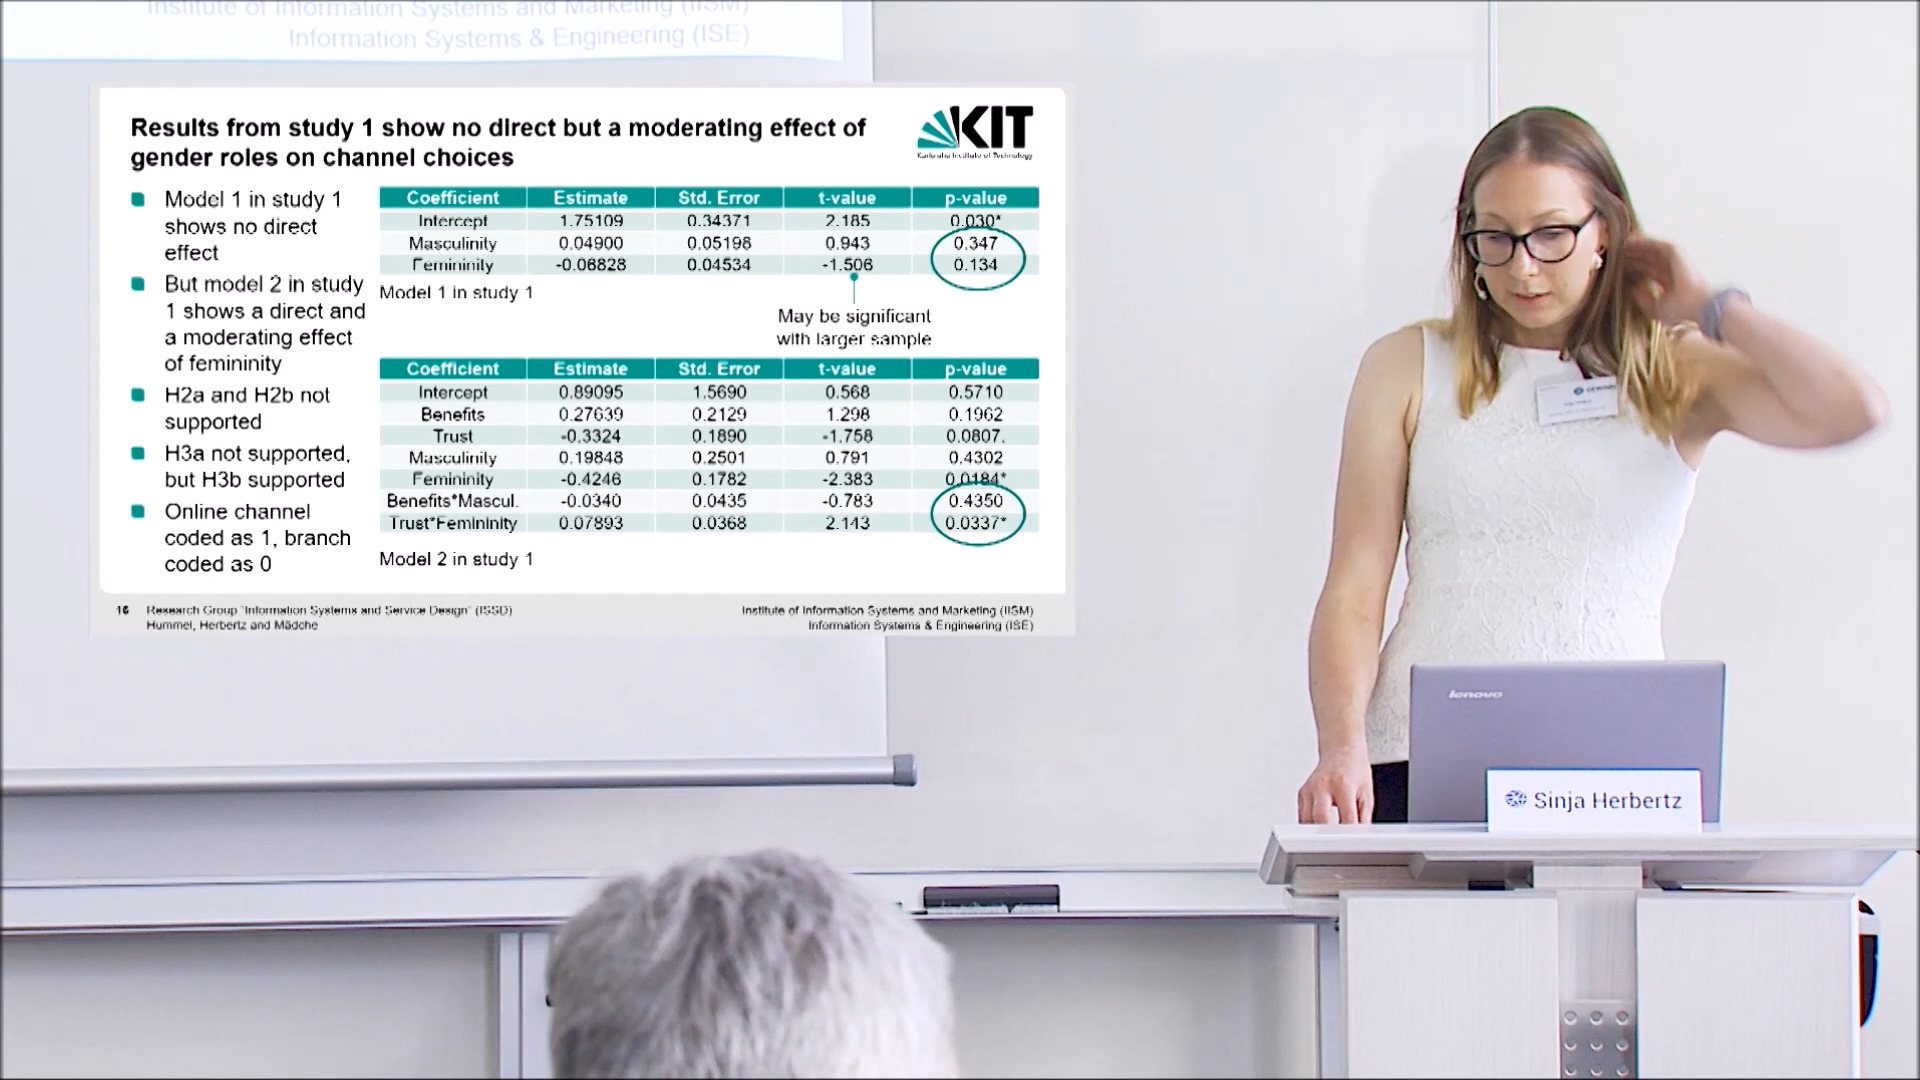 Institute of Information Systems and Marketing (IISM)
Information Systems & Engineering (ISE)
Results from study 1 show no direct but a moderating effect of
gender roles on channel choices
KIT
Karlsruhe Institute of Technology
Model 1 in study 1
shows no direct
effect
But model 2 in study
1 shows a direct and
a moderating effect
of femininity
H2a and H2b not
supported
H3a not supported,
but H3b supported
Online channel
coded as 1, branch
coded as 0
Coefficient Estimate Std. Error t-value p-value
Intercept 1.75109 0.34371 2.185 0.030*
Masculinity 0.04900 0.05198 0.943 0.347
Femininity -0.06828 0.04534 -1.506 0.134
Model 1 in study 1
May be significant
with larger sample
Coefficient Estimate Std. Error t-value p-value
Intercept 0.89095 1.5690 0.568 0.5710
Benefits 0.27639 0.2129 1.298 0.1962
Trust -0.3324 0.1890 -1.758 0.0807.
Masculinity 0.19848 0.2501 0.791 0.4302
Femininity -0.4246 0.1782 -2.383 0.0184*
Benefits*Mascul. -0.0340 0.0435 -0.783 0.4350
Trust*Femininity 0.07893 0.0368 2.143 0.0337*
Model 2 in study 1
16 Research Group "Information Systems and Service Design" (ISSD)
Hummel, Herbertz and Mädche
Institute of Information Systems and Marketing (IISM)
Information Systems & Engineering (ISE)
lenovo
Sinja Herbertz